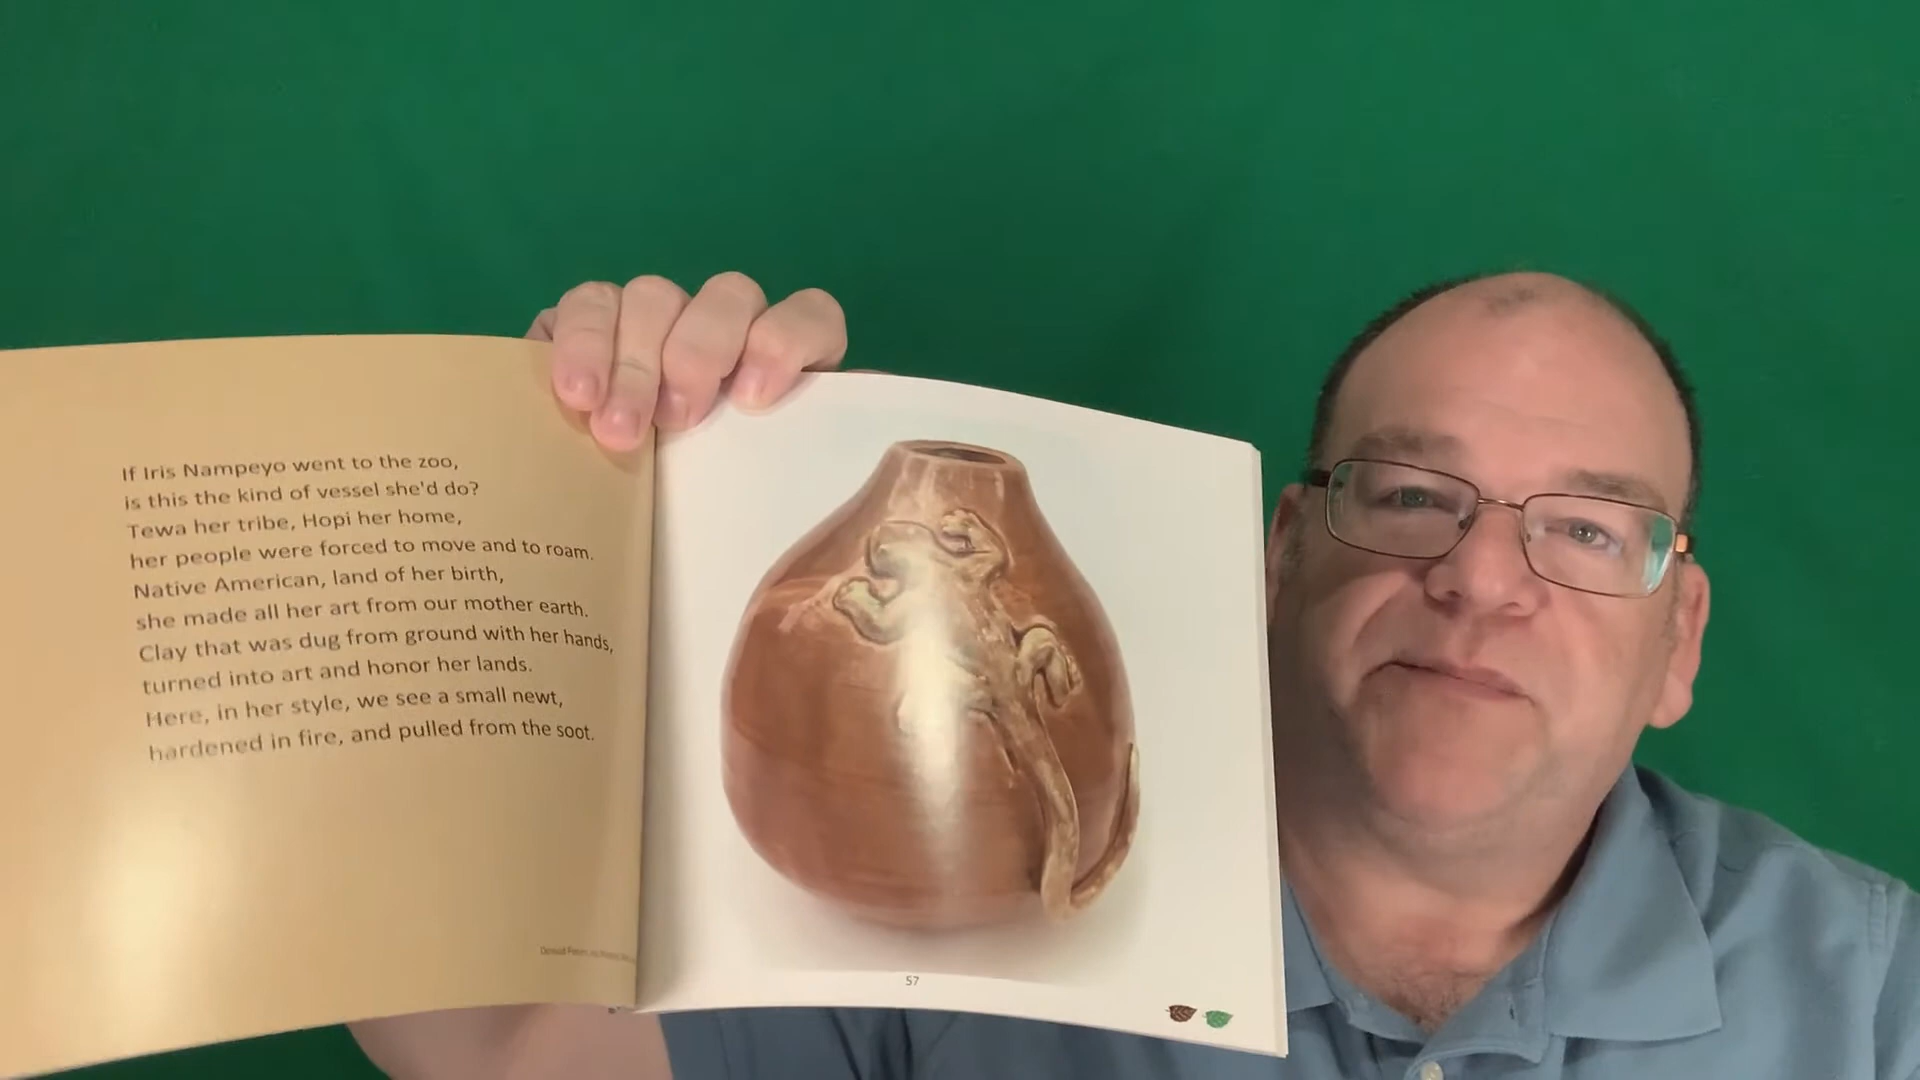 If Iris Nampeyo went to the zoo,
is this the kind of vessel she'd do?
Tewa her tribe, Hopi her home,
her people were forced to move and to roam.
Native American, land of her birth,
she made all her art from our mother earth.
Clay that was dug from ground with her hands,
turned into art and honor her lands.
Here, in her style, we see a small newt,
hardened in fire, and pulled from the soot.
57